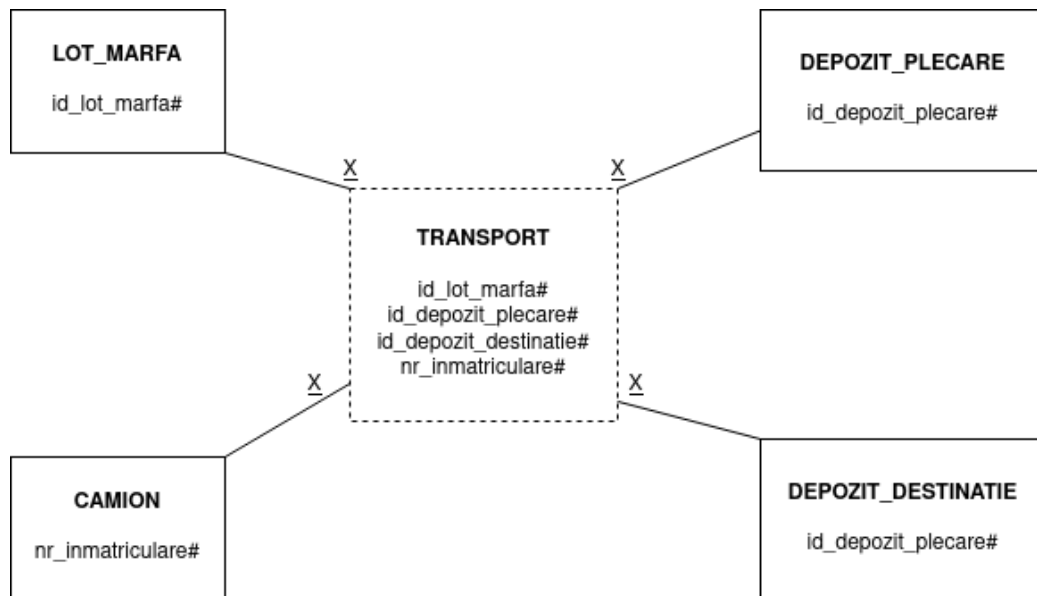 LOT_MARFA
id_lot_marfa#
DEPOZIT_PLECARE
id_depozit_plecare#
X
X
TRANSPORT
id_lot_marfa#
id_depozit_plecare#
id_depozit_destinatie#
nr_inmatriculare#
X
X
CAMION
nr_inmatriculare#
DEPOZIT_DESTINATIE
id_depozit_plecare#